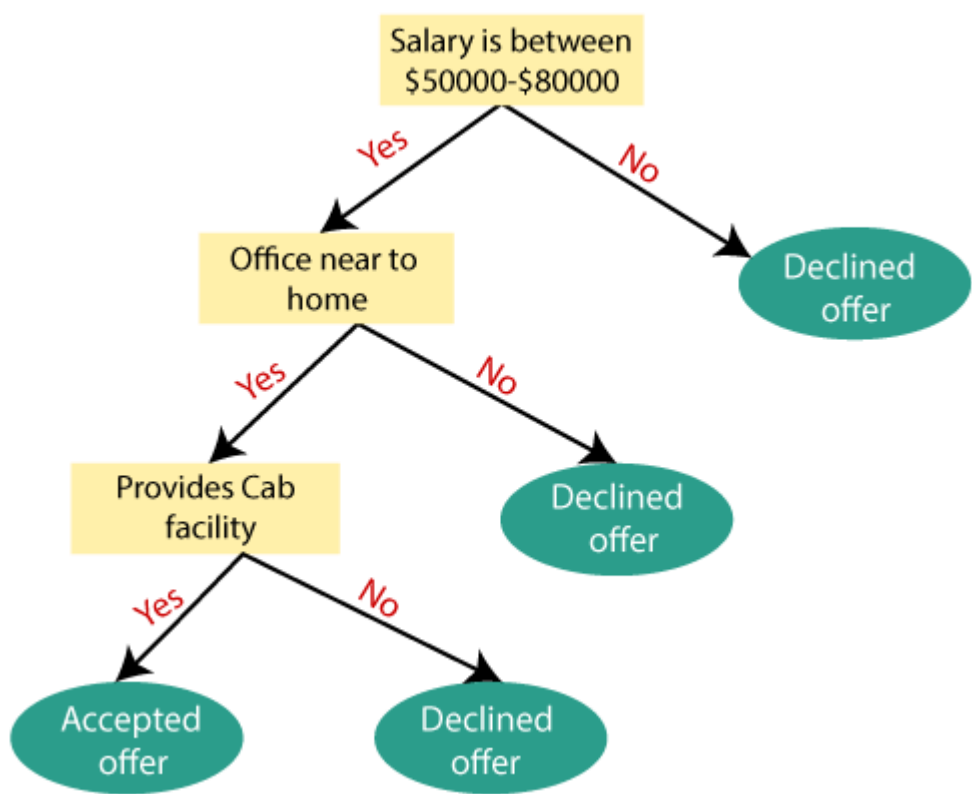 Salary is between
$50000-$80000
Yes
No
Office near to
home
Declined
offer
Yes
No
Provides Cab
facility
Declined
offer
Yes
No
Accepted
offer
Declined
offer